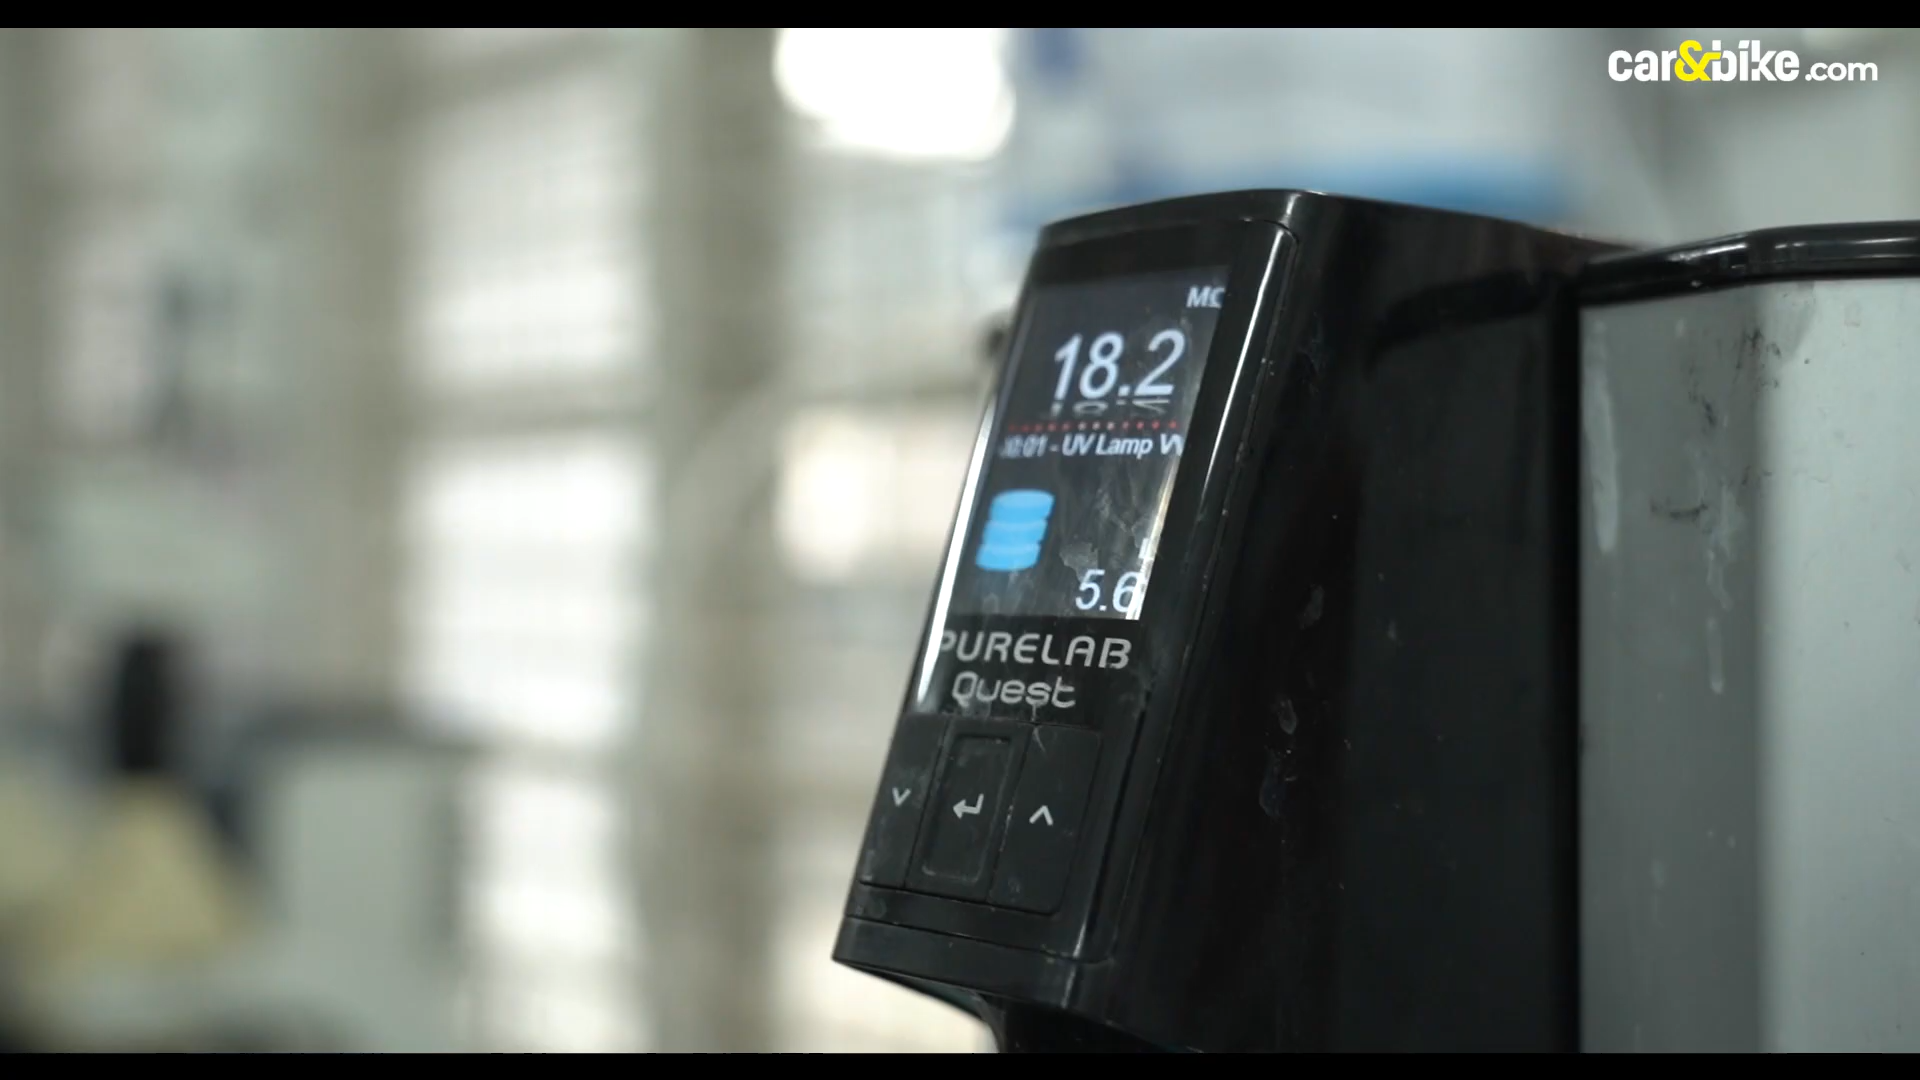 car&bike.com
MΩ
18.2
- UV Lamp
L
5.6
PURELAB
Quest